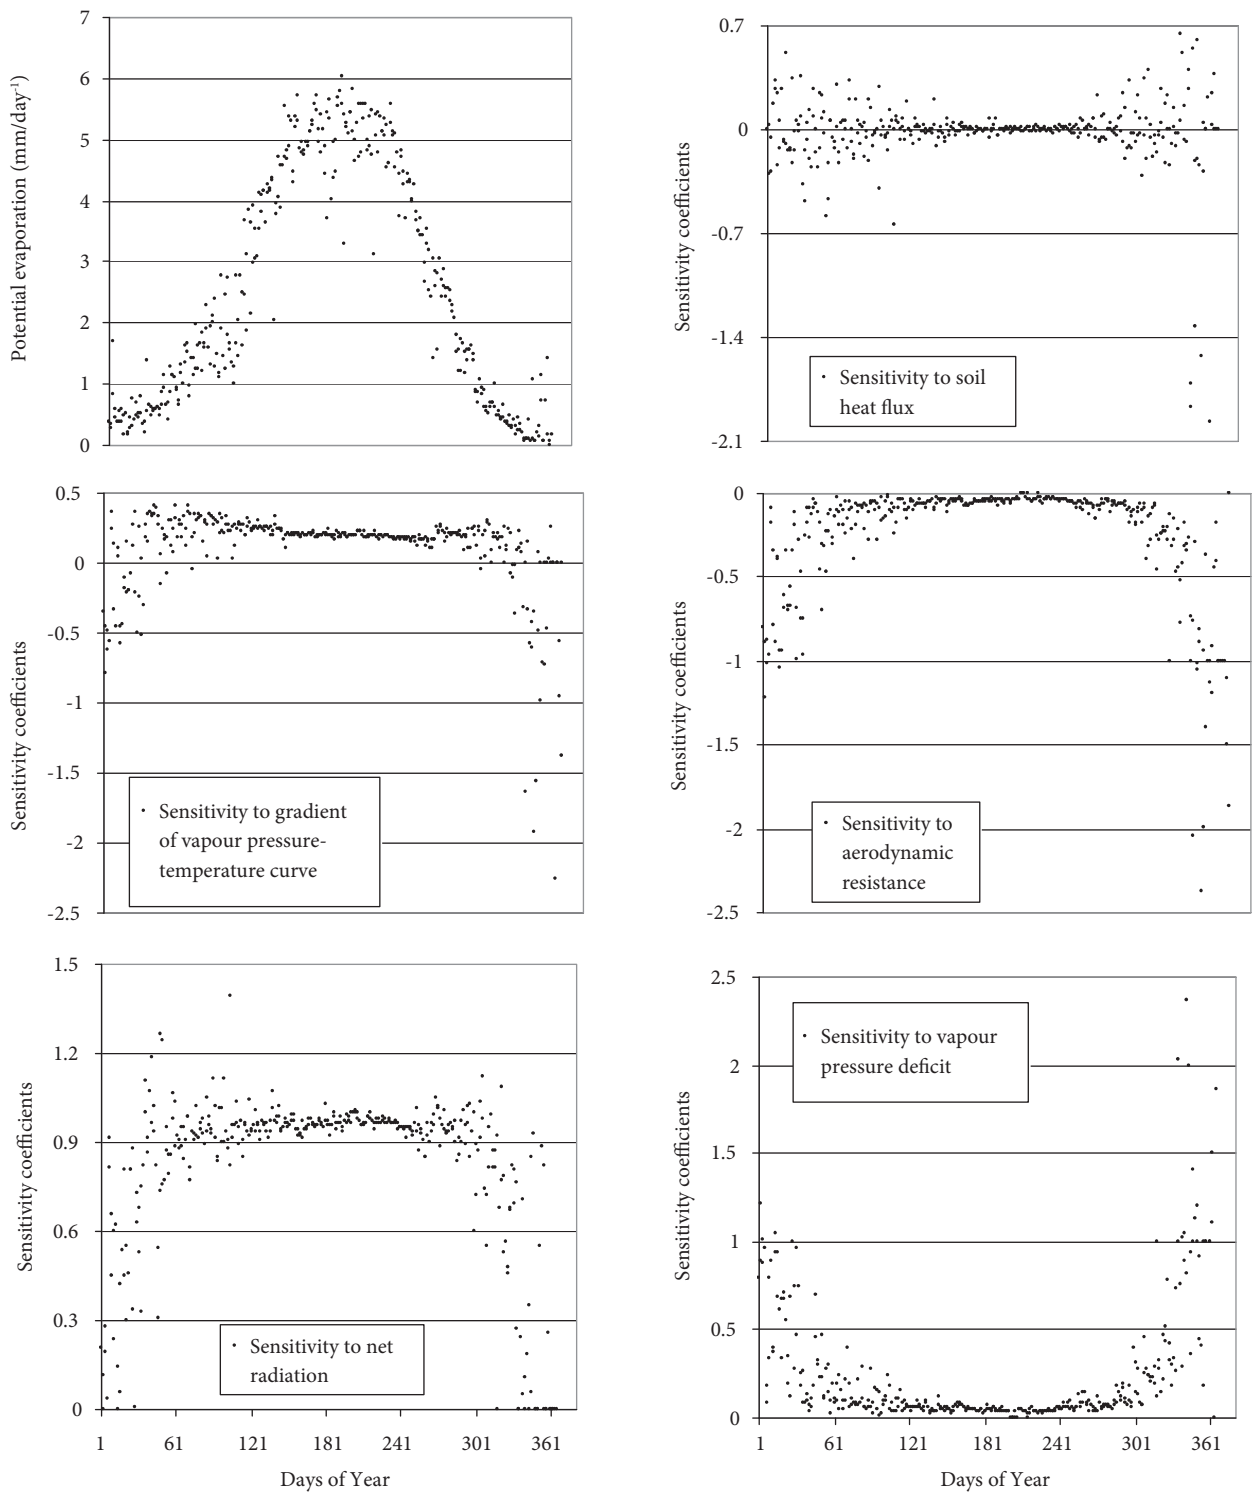 7
6
5
4
3
2
1
0
Potential evaporation (mm/day-1)
0.7
0
-0.7
-1.4
-2.1
Sensitivity coefficients
Sensitivity to soil
heat flux
0.5
0
-0.5
-1
-1.5
-2
-2.5
Sensitivity coefficients
Sensitivity to gradient
of vapour pressure-
temperature curve
0
-0.5
-1
-1.5
-2
-2.5
Sensitivity coefficients
Sensitivity to
aerodynamic
resistance
1.5
1.2
0.9
0.6
0.3
0
Sensitivity coefficients
Sensitivity to net
radiation
1 61 121 181 241 301 361
Days of Year
2.5
2
1.5
1
0.5
0
Sensitivity coefficients
Sensitivity to vapour
pressure deficit
1 61 121 181 241 301 361
Days of Year